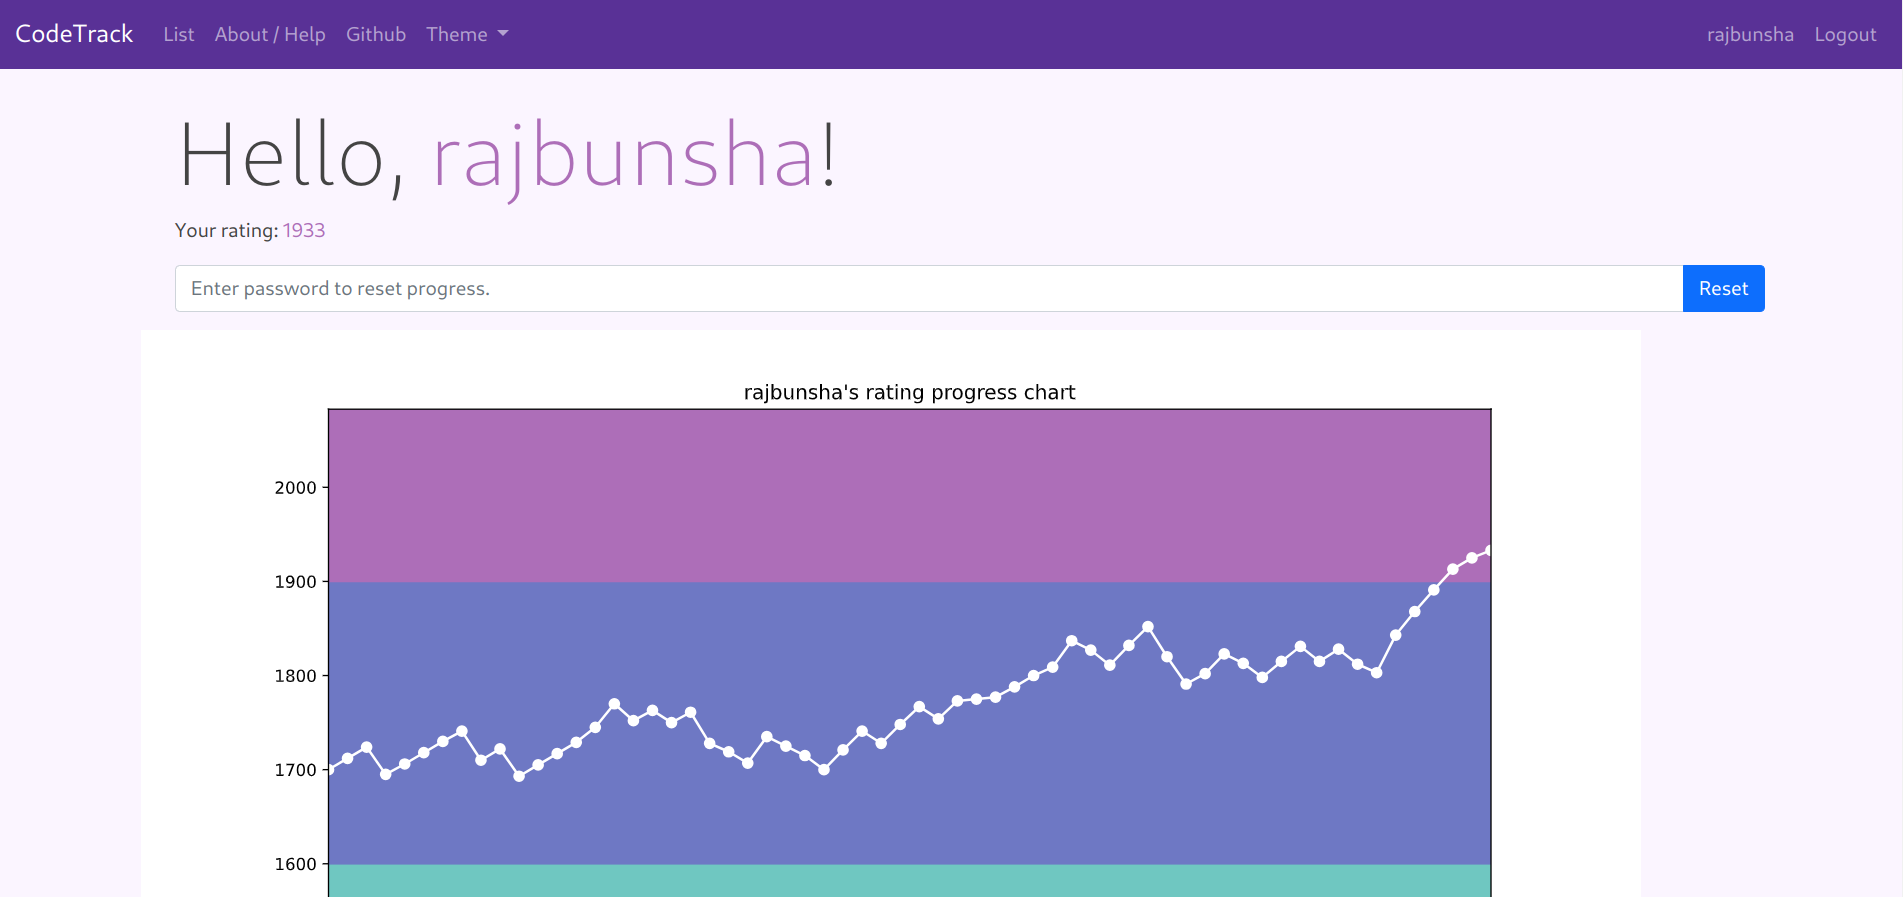 CodeTrack List About / Help Github Theme rajbunsha Logout
Hello, rajbunsha!
Your rating: 1933
Enter password to reset progress. Reset
rajbunsha's rating progress chart
2000
1900
1800
1700
1600